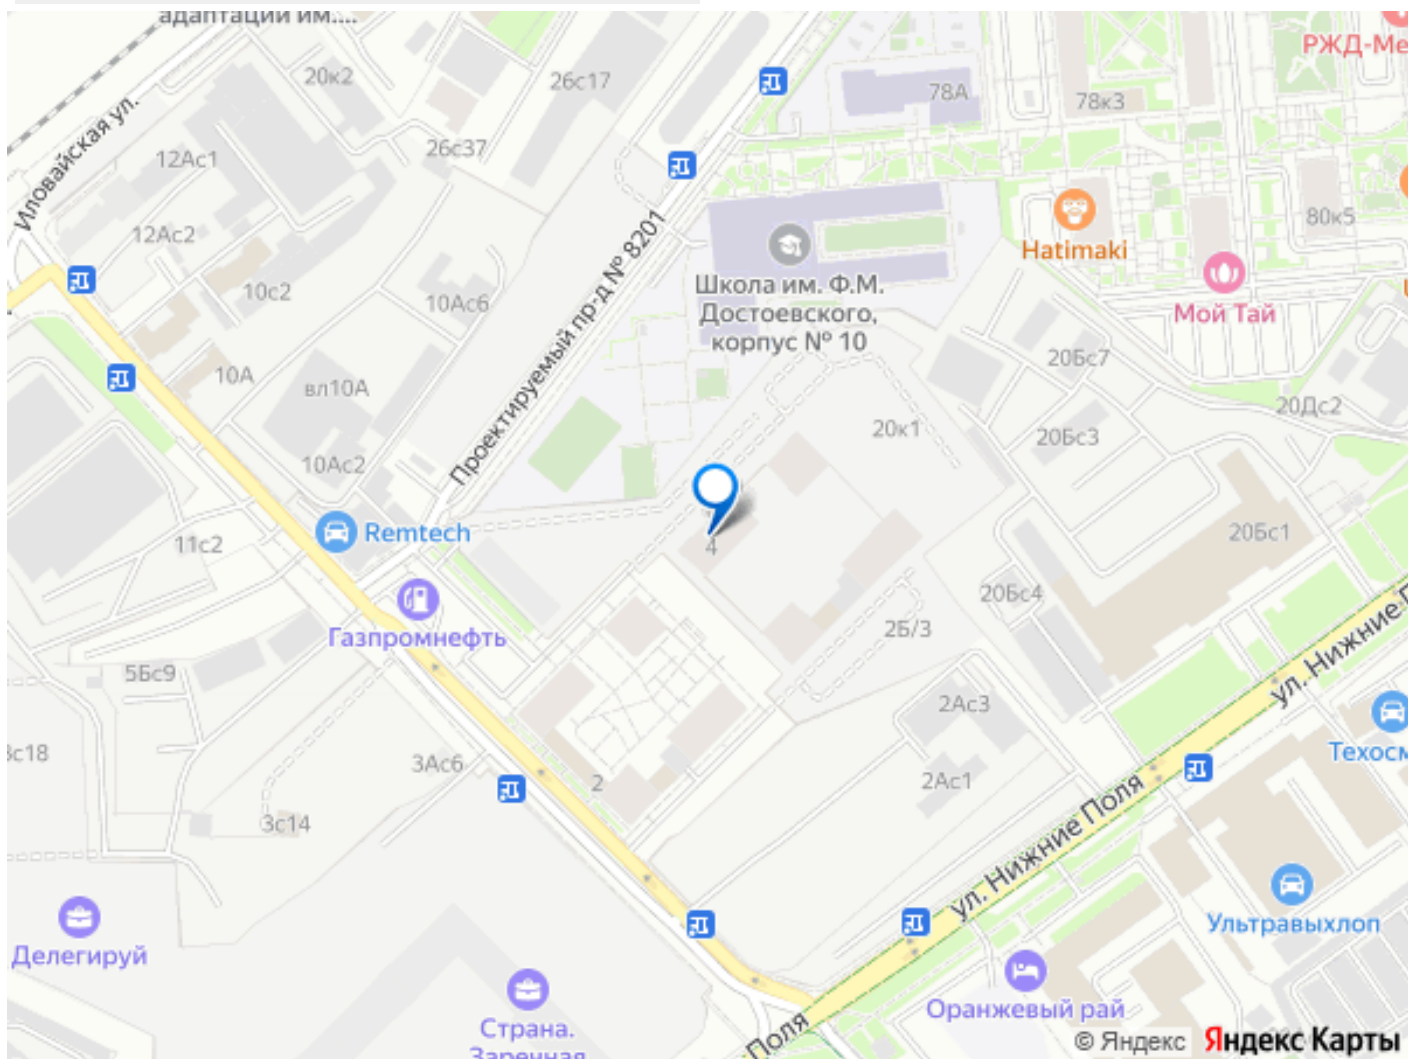 адаптации им....
20к2
26с17
78А
78к3
РЖД-Ме
Иловайская ул.
12Ас1
26с37
12Ас2
80к5
Hatimaki
Проектируемый пр-д № 8201
Школа им. Ф.М.
Достоевского,
корпус № 10
10с2
10Ас6
Мой Тай
10А
вл10А
20Бс7
20Дс2
20к1
20Бс3
10Ас2
11с2
Remtech
4
20Бс1
20Бс4
Газпромнефть
2Б/3
ул. Нижние П
5Бс9
2Ас3
3с18
3Ас6
2
2Ас1
Техосм
3с14
ул. Нижние Поля
Ультравыхлоп
Делегируй
Страна.
Заречная
Оранжевый рай
Поля
© Яндекс Яндекс Карты